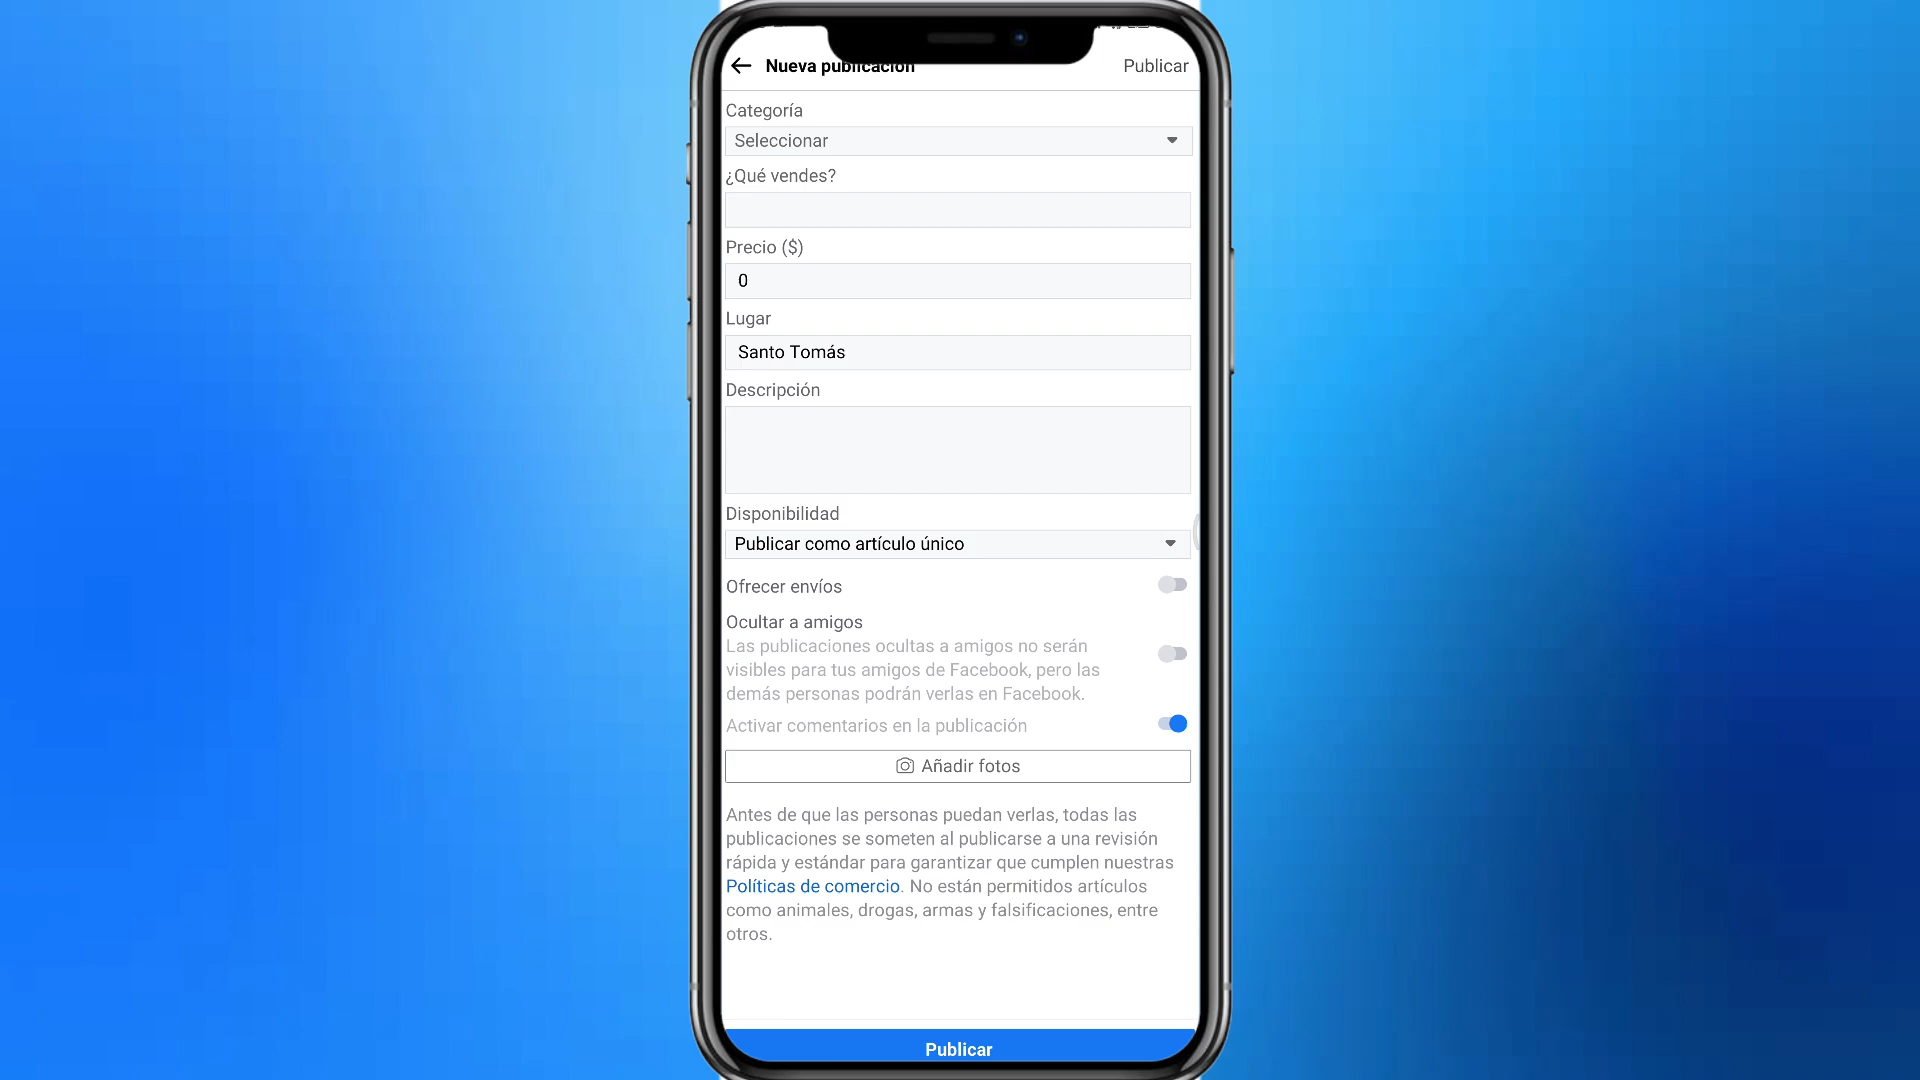 Nueva publicación
Publicar
Categoría
Seleccionar
¿Qué vendes?
Precio ($)
0
Lugar
Santo Tomás
Descripción
Disponibilidad
Publicar como artículo único
Ofrecer envíos
Ocultar a amigos
Las publicaciones ocultas a amigos no serán
visibles para tus amigos de Facebook, pero las
demás personas podrán verlas en Facebook.
Activar comentarios en la publicación
Añadir fotos
Antes de que las personas puedan verlas, todas las
publicaciones se someten al publicarse a una revisión
rápida y estándar para garantizar que cumplen nuestras
Políticas de comercio. No están permitidos artículos
como animales, drogas, armas y falsificaciones, entre
otros.
Publicar